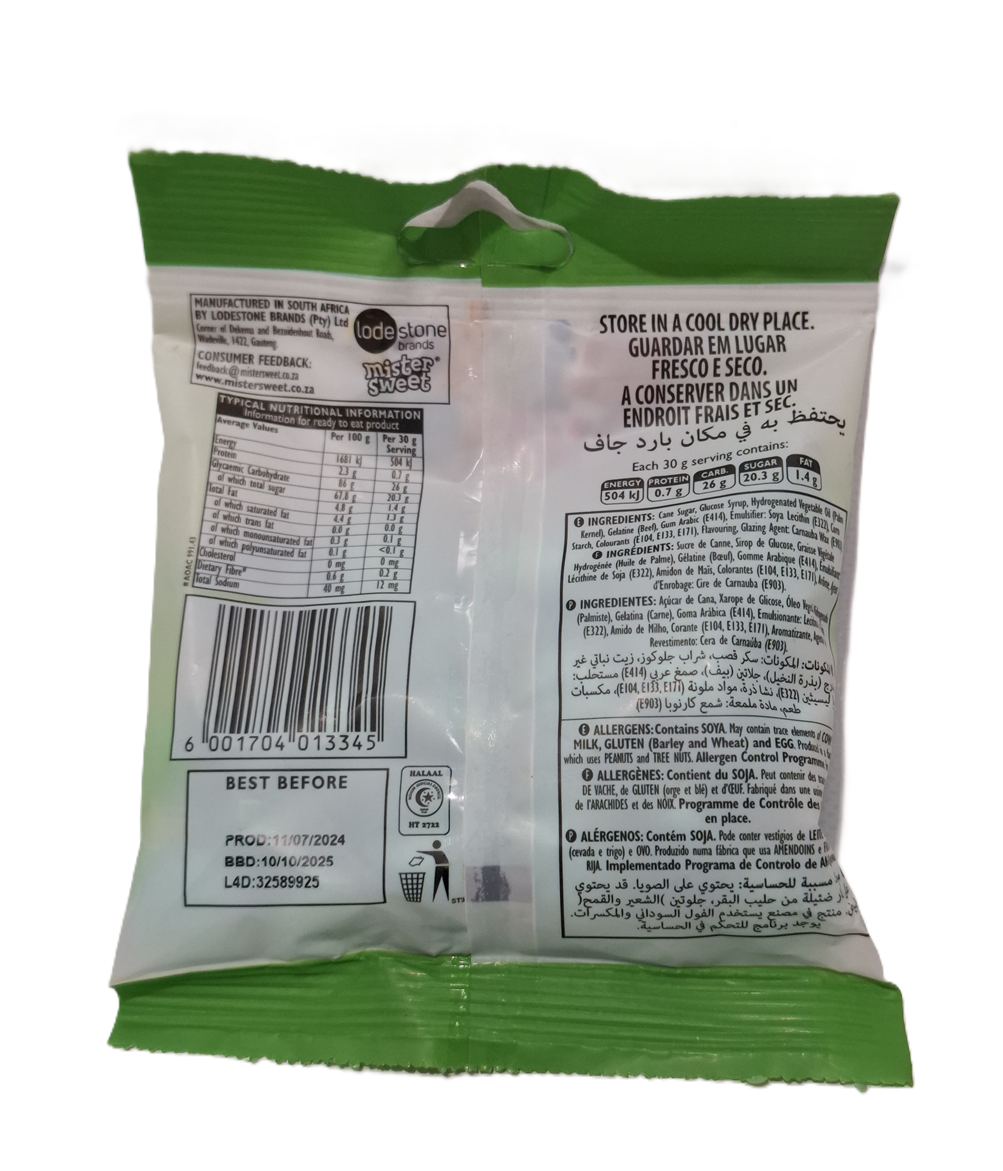 MANUFACTURED IN SOUTH AFRICA
BY LODESTONE BRANDS (Pty) Ltd
Corner of Dekema and Bezuidenhout Roads,
Wadeville, 1422, Gauteng
CONSUMER FEEDBACK:
feedback@mistersweet.co.za
www.mistersweet.co.za
lodestone
brands
mister®
sweet
TYPICAL NUTRITIONAL INFORMATION
Information for ready to eat product
Average Values Per 100 g Per 30 g
Serving
Energy 1681 kJ 504 kJ
Protein 2.3 g 0.7 g
Glycaemic Carbohydrate 86 g 26 g
of which total sugar 67.8 g 20.3 g
Total Fat 4.8 g 1.4 g
of which saturated fat 4.4 g 1.3 g
of which trans fat 0.0 g 0.0 g
of which monounsaturated fat 0.3 g 0.1 g
of which polyunsaturated fat 0.1 g <0.1 g
Cholesterol 0 mg 0 mg
Dietary Fibre# 0.6 g 0.2 g
Total Sodium 40 mg 12 mg
# AOAC 991.43
6 001704 013345
BEST BEFORE
PROD:11/07/2024
BBD:10/10/2025
L4D:32589925
HALAAL
HT 2722
STORE IN A COOL DRY PLACE.
GUARDAR EM LUGAR
FRESCO E SECO.
A CONSERVER DANS UN
ENDROIT FRAIS ET SEC.
يحتفظ به في مكان بارد جاف
Each 30 g serving contains:
ENERGY PROTEIN CARB. SUGAR FAT
504 kJ 0.7 g 26 g 20.3 g 1.4 g
E INGREDIENTS: Cane Sugar, Glucose Syrup, Hydrogenated Vegetable Oil (Palm
Kernel), Gelatine (Beef), Gum Arabic (E414), Emulsifier: Soya Lecithin (E322), Corn
Starch, Colourants (E104, E133, E171), Flavouring, Glazing Agent: Carnauba Wax (E903)
F INGRÉDIENTS: Sucre de Canne, Sirop de Glucose, Graisse Végétale
Hydrogénée (Huile de Palme), Gélatine (Bœuf), Gomme Arabique (E414), Émulsifiant
Lécithine de Soja (E322), Amidon de Maïs, Colorantes (E104, E133, E171),
d'Enrobage: Cire de Carnauba (E903).
P INGREDIENTES: Açúcar de Cana, Xarope de Glicose, Óleo
(Palmiste), Gelatina (Carne), Goma Arábica (E414), Emulsionante:
(E322), Amido de Milho, Corante (E104, E133, E171), Aromatizante,
Revestimento: Cera de Carnaúba (E903).
المكونات: سكر قصب، شراب جلوكوز، زيت نباتي غير
(بذرة النخيل)، جلاتين (بيف)، صمغ عربي (E414) مستحلب:
ليسيثين (E322)، نشا ذرة، مواد ملونة (E104, E133, E171)، مكسبات
طعم، مادة ملمعة: شمع كارنوبا (E903)
E ALLERGENS: Contains SOYA. May contain trace elements of COW
MILK, GLUTEN (Barley and Wheat) and EGG.
which uses PEANUTS and TREE NUTS. Allergen Control Programme
F ALLERGÈNES: Contient du SOJA. Peut contenir des
DE VACHE, de GLUTEN (orge et blé) et d'ŒUF. Fabriqué dans une
de l'ARACHIDES et des NOIX. Programme de Contrôle des
en place.
P ALÉRGENOS: Contém SOJA. Pode conter vestígios de
(cevada e trigo) e OVO. Produzido numa fábrica que usa AMENDOINS e
RIJA. Implementado Programa de Controlo de
مسببة للحساسية: يحتوي على الصويا. قد يحتوي
ضئيلة من حليب البقر، جلوتين (الشعير والقمح)
منتج في مصنع يستخدم الفول السوداني والمكسرات.
يوجد برنامج للتحكم في الحساسية.